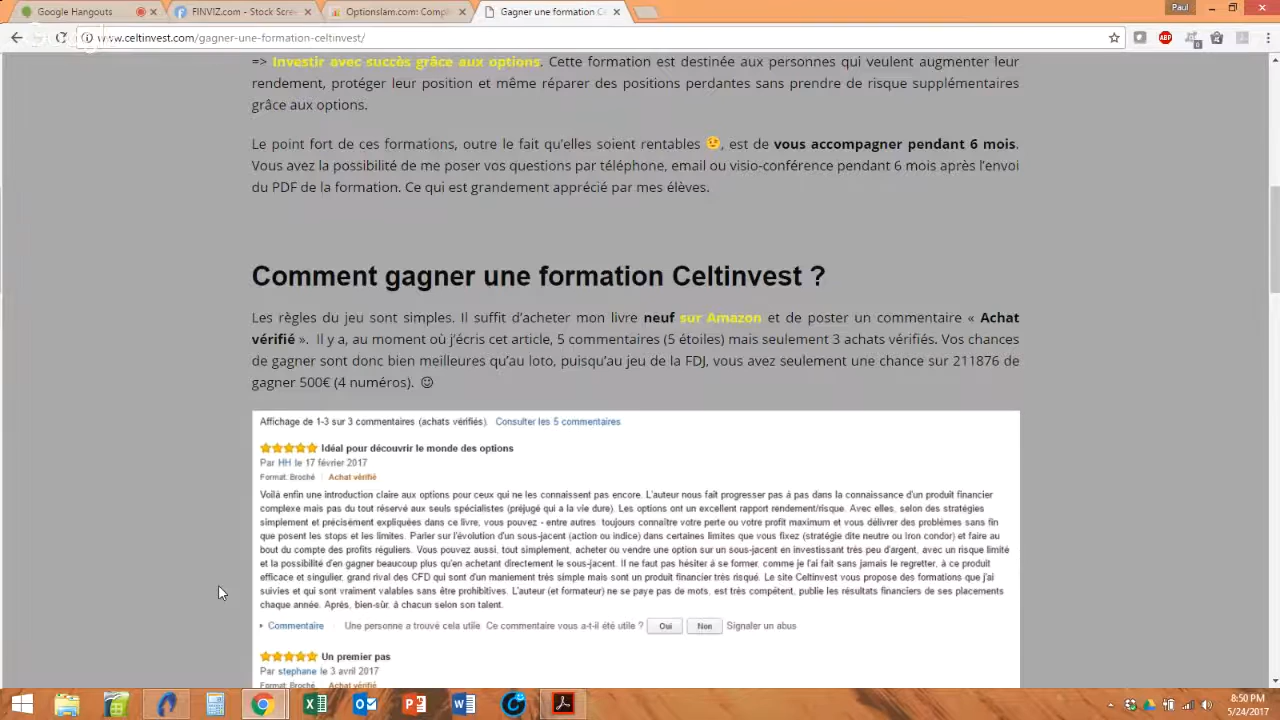 Google Hangouts
FINVIZ.com - Stock Scre
Optionslam.com: Comp
Gagner une formation Ce
Paul
www.celtinvest.com/gagner-une-formation-celtinvest/
=> Investir avec succès grâce aux options. Cette formation est destinée aux personnes qui veulent augmenter leur
rendement, protéger leur position et même réparer des positions perdantes sans prendre de risque supplémentaires
grâce aux options.
Le point fort de ces formations, outre le fait qu'elles soient rentables 😉, est de vous accompagner pendant 6 mois.
Vous avez la possibilité de me poser vos questions par téléphone, email ou visio-conférence pendant 6 mois après l'envoi
du PDF de la formation. Ce qui est grandement apprécié par mes élèves.
Comment gagner une formation Celtinvest ?
Les règles du jeu sont simples. Il suffit d'acheter mon livre neuf sur Amazon et de poster un commentaire « Achat
vérifié ». Il y a, au moment où j'écris cet article, 5 commentaires (5 étoiles) mais seulement 3 achats vérifiés. Vos chances
de gagner sont donc bien meilleures qu'au loto, puisqu'au jeu de la FDJ, vous avez seulement une chance sur 211876 de
gagner 500€ (4 numéros). ☺
Affichage de 1-3 sur 3 commentaires (achats vérifiés). Consulter les 5 commentaires
Idéal pour découvrir le monde des options
Par HH le 17 février 2017
Format: Broché | Achat vérifié
Voilà enfin une introduction claire aux options pour ceux qui ne les connaissent pas encore. L'auteur nous fait progresser pas à pas dans la connaissance d'un produit financier
complexe mais pas du tout réservé aux seuls spécialistes (préjugé qui a la vie dure). Les options ont un excellent rapport rendement/risque. Avec elles, selon des stratégies
simplement et précisément expliquées dans ce livre, vous pouvez - entre autres toujours connaître votre perte ou votre profit maximum et vous délivrer des problèmes sans fin
que posent les stops et les limites. Parier sur l'évolution d'un sous-jacent (action ou indice) dans certaines limites que vous fixez (stratégie dite neutre ou Iron condor) et faire au
bout du compte des profits réguliers. Vous pouvez aussi, tout simplement, acheter ou vendre une option sur un sous-jacent en investissant très peu d'argent, avec un risque limité
et la possibilité d'en gagner beaucoup plus qu'en achetant directement le sous-jacent. Il ne faut pas hésiter à se former, comme je l'ai fait sans jamais le regretter, à ce produit
efficace et singulier, grand rival des CFD qui sont d'un maniement très simple mais sont un produit financier très risqué. Le site Celtinvest vous propose des formations que j'ai
suivies et qui sont vraiment valables sans être prohibitives. L'auteur (et formateur) ne se paye pas de mots, est très compétent, publie les résultats financiers de ses placements
chaque année. Après, bien-sûr, à chacun selon son talent.
Commentaire Une personne a trouvé cela utile. Ce commentaire vous a-t-il été utile ? Oui Non Signaler un abus
Un premier pas
Par stephane le 3 avril 2017
Format: Broché | Achat vérifié
8:50 PM
5/24/2017